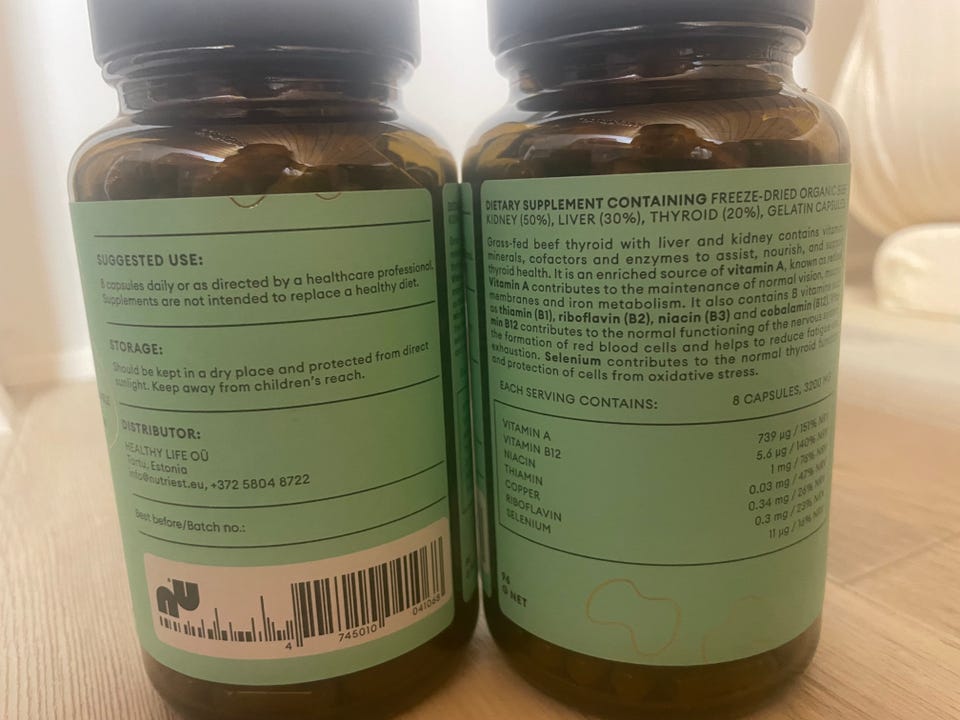 SUGGESTED USE:
8 capsules daily or as directed by a healthcare professional.
Supplements are not intended to replace a healthy diet.
STORAGE:
Should be kept in a dry place and protected from direct
sunlight. Keep away from children's reach.
DISTRIBUTOR:
HEALTHY LIFE OÜ
Tartu, Estonia
info@nutriest.eu, +372 5804 8722
Best before/Batch no.:
nu
4 745010 041068
DIETARY SUPPLEMENT CONTAINING FREEZE-DRIED ORGANIC
KIDNEY (50%), LIVER (30%), THYROID (20%), GELATIN
Grass-fed beef thyroid with liver and kidney contains
minerals, cofactors and enzymes to assist, nourish, and
thyroid health. It is an enriched source of vitamin A, known as
Vitamin A contributes to the maintenance of normal vision,
membranes and iron metabolism. It also contains B vitamins
as thiamin (B1), riboflavin (B2), niacin (B3) and cobalamin (B12).
min B12 contributes to the normal functioning of the nervous
the formation of red blood cells and helps to reduce
exhaustion. Selenium contributes to the normal thyroid
and protection of cells from oxidative stress.
EACH SERVING CONTAINS: 8 CAPSULES, 3200
VITAMIN A 739 µg / 151% NRV
VITAMIN B12 5.6 µg / 140% NRV
NIACIN 1 mg / 76% NRV
THIAMIN 0.03 mg / 47% NRV
COPPER 0.34 mg / 26% NRV
RIBOFLAVIN 0.3 mg / 23% NRV
SELENIUM 11 µg / 16% NRV
96
G NET